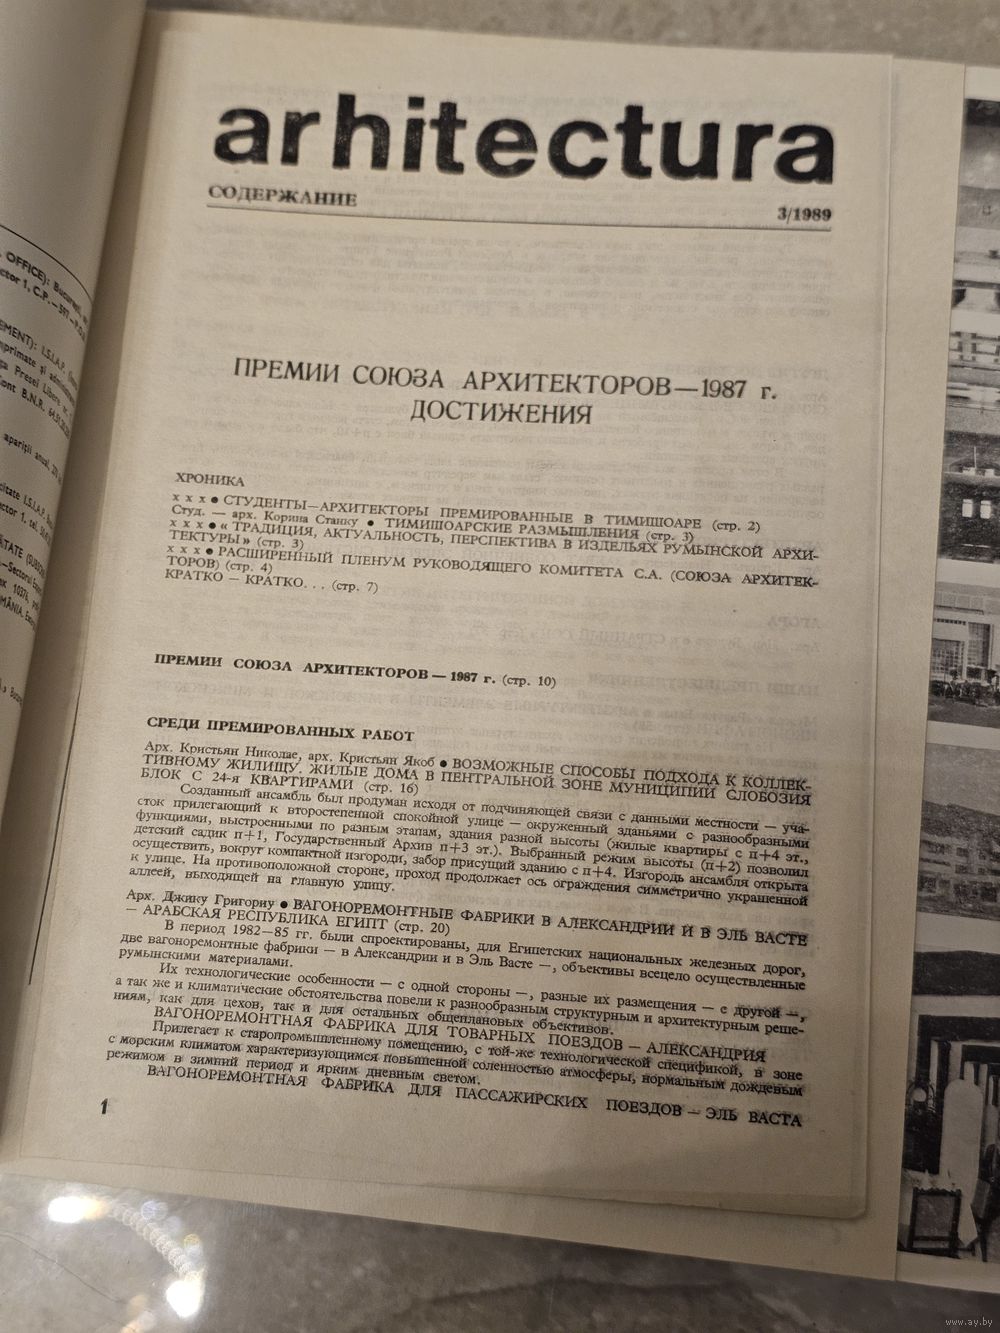 arhitectura
СОДЕРЖАНИЕ
3/1989
ПРЕМИИ СОЮЗА АРХИТЕКТОРОВ—1987 г.
ДОСТИЖЕНИЯ
ХРОНИКА
x x x ● СТУДЕНТЫ—АРХИТЕКТОРЫ ПРЕМИРОВАННЫЕ В ТИМИШОАРЕ (стр. 2)
Студ. — арх. Корина Станку ● ТИМИШОАРСКИЕ РАЗМЫШЛЕНИЯ (стр. 3)
x x x ● « ТРАДИЦИЯ, АКТУАЛЬНОСТЬ, ПЕРСПЕКТИВА В ИЗДЕЛЬЯХ РУМЫНСКОЙ АРХИ-
ТЕКТУРЫ» (стр. 3)
x x x ● РАСШИРЕННЫЙ ПЛЕНУМ РУКОВОДЯЩЕГО КОМИТЕТА С.А. (СОЮЗА АРХИТЕК-
ТОРОВ) (стр. 4)
КРАТКО — КРАТКО. . . (стр. 7)
ПРЕМИИ СОЮЗА АРХИТЕКТОРОВ — 1987 г. (стр. 10)
СРЕДИ ПРЕМИРОВАННЫХ РАБОТ
Арх. Кристьян Николае, арх. Кристьян Якоб ● ВОЗМОЖНЫЕ СПОСОБЫ ПОДХОДА К КОЛЛЕК-
ТИВНОМУ ЖИЛИЩУ. ЖИЛЫЕ ДОМА В ПЕНТРАЛЬНОЙ ЗОНЕ МУНИЦИПИИ СЛОБОЗИЯ
БЛОК С 24-я КВАРТИРАМИ (стр. 16)
Созданный ансамбль был продуман исходя от подчиняющей связи с данными местности — уча-
сток прилегающий к второстепенной спокойной улице — окруженный зданьями с разнообразными
функциями, выстроенными по разным этапам, здания разной высоты (жилые квартиры с п+4 эт.,
детский садик п+1, Государственный Архив п+3 эт.). Выбранный режим высоты (п+2) позволил
осуществить, вокруг компактной изгороди, забор присущий зданию с п+4. Изгородь ансамбля открыта
к улице. На противоположной стороне, проход продолжает ось ограждения симметрично украшенной
аллеей, выходящей на главную улицу.
Арх. Джику Григориу ● ВАГОНОРЕМОНТНЫЕ ФАБРИКИ В АЛЕКСАНДРИИ И В ЭЛЬ ВАСТЕ
— АРАБСКАЯ РЕСПУБЛИКА ЕГИПТ (стр. 20)
В период 1982—85 гг. были спроектированы, для Египетских национальных железных дорог,
две вагоноремонтные фабрики — в Александрии и в Эль Васте —, объективы всецело осуществленные
румынскими материалами.
Их технологические особенности — с одной стороны —, разные их размещения — с другой —,
а так же и климатические обстоятельства повели к разнообразным структурным и архитектурным реше-
ниям, как для цехов, так и для остальных общеплановых объективов.
ВАГОНОРЕМОНТНАЯ ФАБРИКА ДЛЯ ТОВАРНЫХ ПОЕЗДОВ — АЛЕКСАНДРИЯ
Прилегает к старопромышленному помещению, с той-же технологической спецификой, в зоне
с морским климатом характеризующимся повышенной соленностью атмосферы, нормальным дождевым
режимом в зимний период и ярким дневным светом.
ВАГОНОРЕМОНТНАЯ ФАБРИКА ДЛЯ ПАССАЖИРСКИХ ПОЕЗДОВ — ЭЛЬ ВАСТА
1
www.ay.by